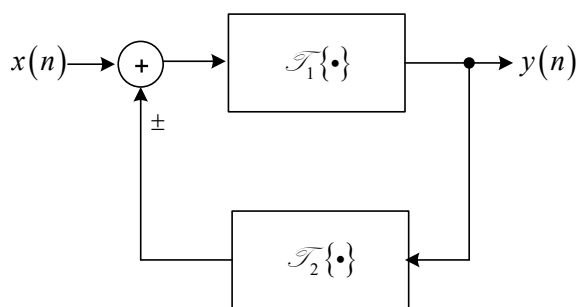 x(n) + 𝒯₁{•} y(n)
±
𝒯₂{•}